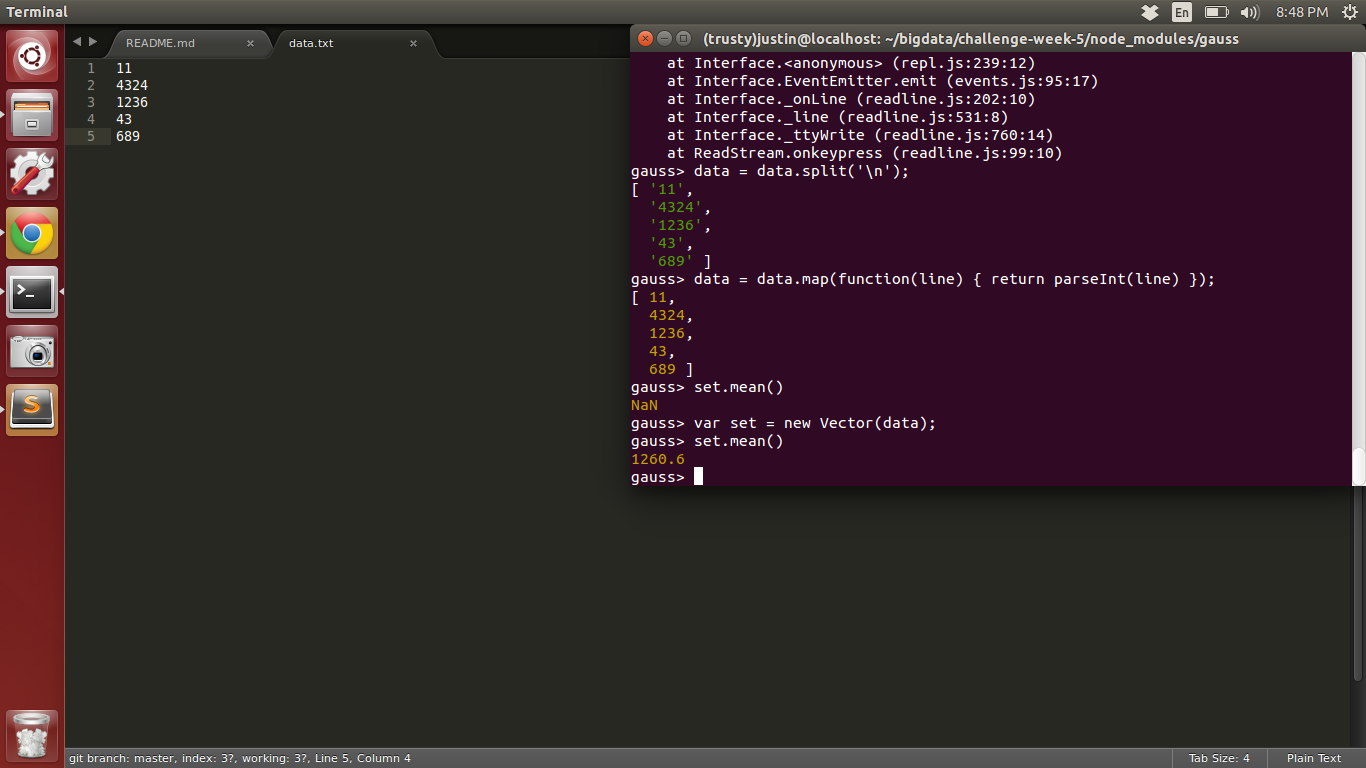 Terminal
En
8:48 PM
README.md ×
data.txt ×
1 11
2 4324
3 1236
4 43
5 689
(trusty)justin@localhost: ~/bigdata/challenge-week-5/node_modules/gauss
    at Interface.<anonymous> (repl.js:239:12)
    at Interface.EventEmitter.emit (events.js:95:17)
    at Interface._onLine (readline.js:202:10)
    at Interface._line (readline.js:531:8)
    at Interface._ttyWrite (readline.js:760:14)
    at ReadStream.onkeypress (readline.js:99:10)
gauss> data = data.split('\n');
[ '11',
  '4324',
  '1236',
  '43',
  '689' ]
gauss> data = data.map(function(line) { return parseInt(line) });
[ 11,
  4324,
  1236,
  43,
  689 ]
gauss> set.mean()
NaN
gauss> var set = new Vector(data);
gauss> set.mean()
1260.6
gauss>
>_
S
git branch: master, index: 3?, working: 3?, Line 5, Column 4
Tab Size: 4
Plain Text